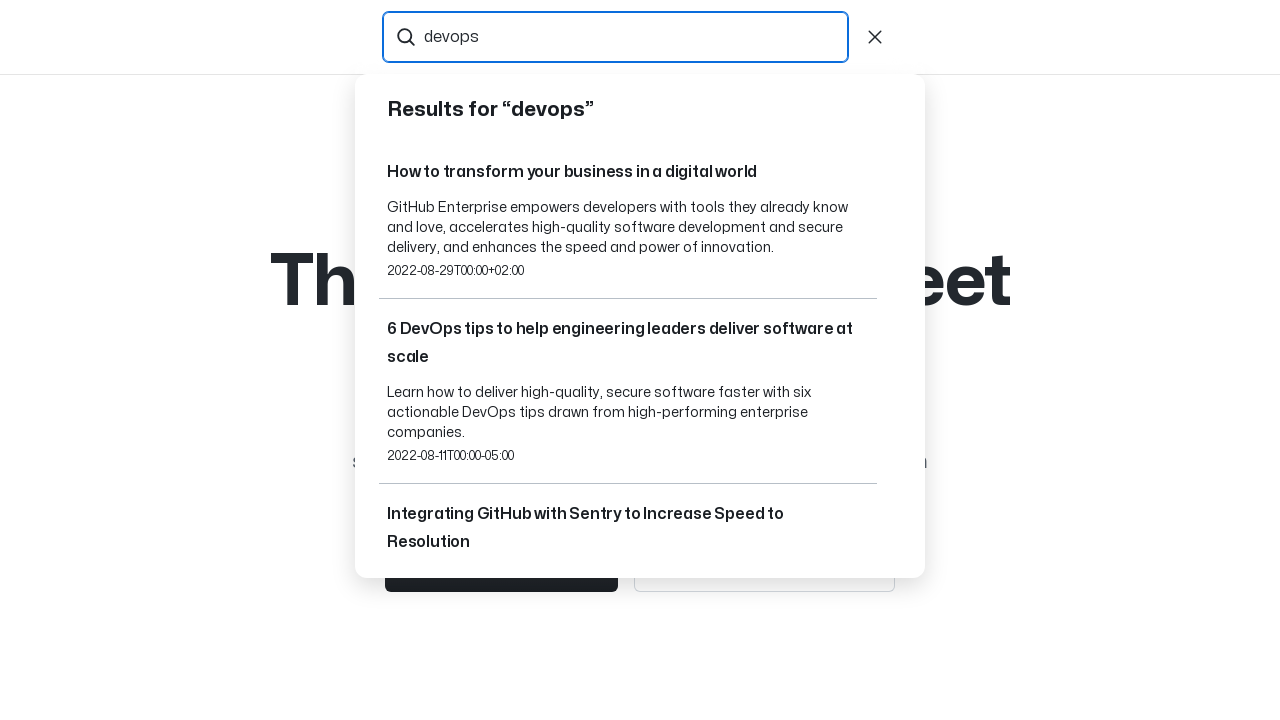 devops
Results for “devops”
How to transform your business in a digital world
GitHub Enterprise empowers developers with tools they already know
and love, accelerates high-quality software development and secure
delivery, and enhances the speed and power of innovation.
2022-08-29T00:00+02:00
6 DevOps tips to help engineering leaders deliver software at
scale
Learn how to deliver high-quality, secure software faster with six
actionable DevOps tips drawn from high-performing enterprise
companies.
2022-08-11T00:00-05:00
Integrating GitHub with Sentry to Increase Speed to
Resolution